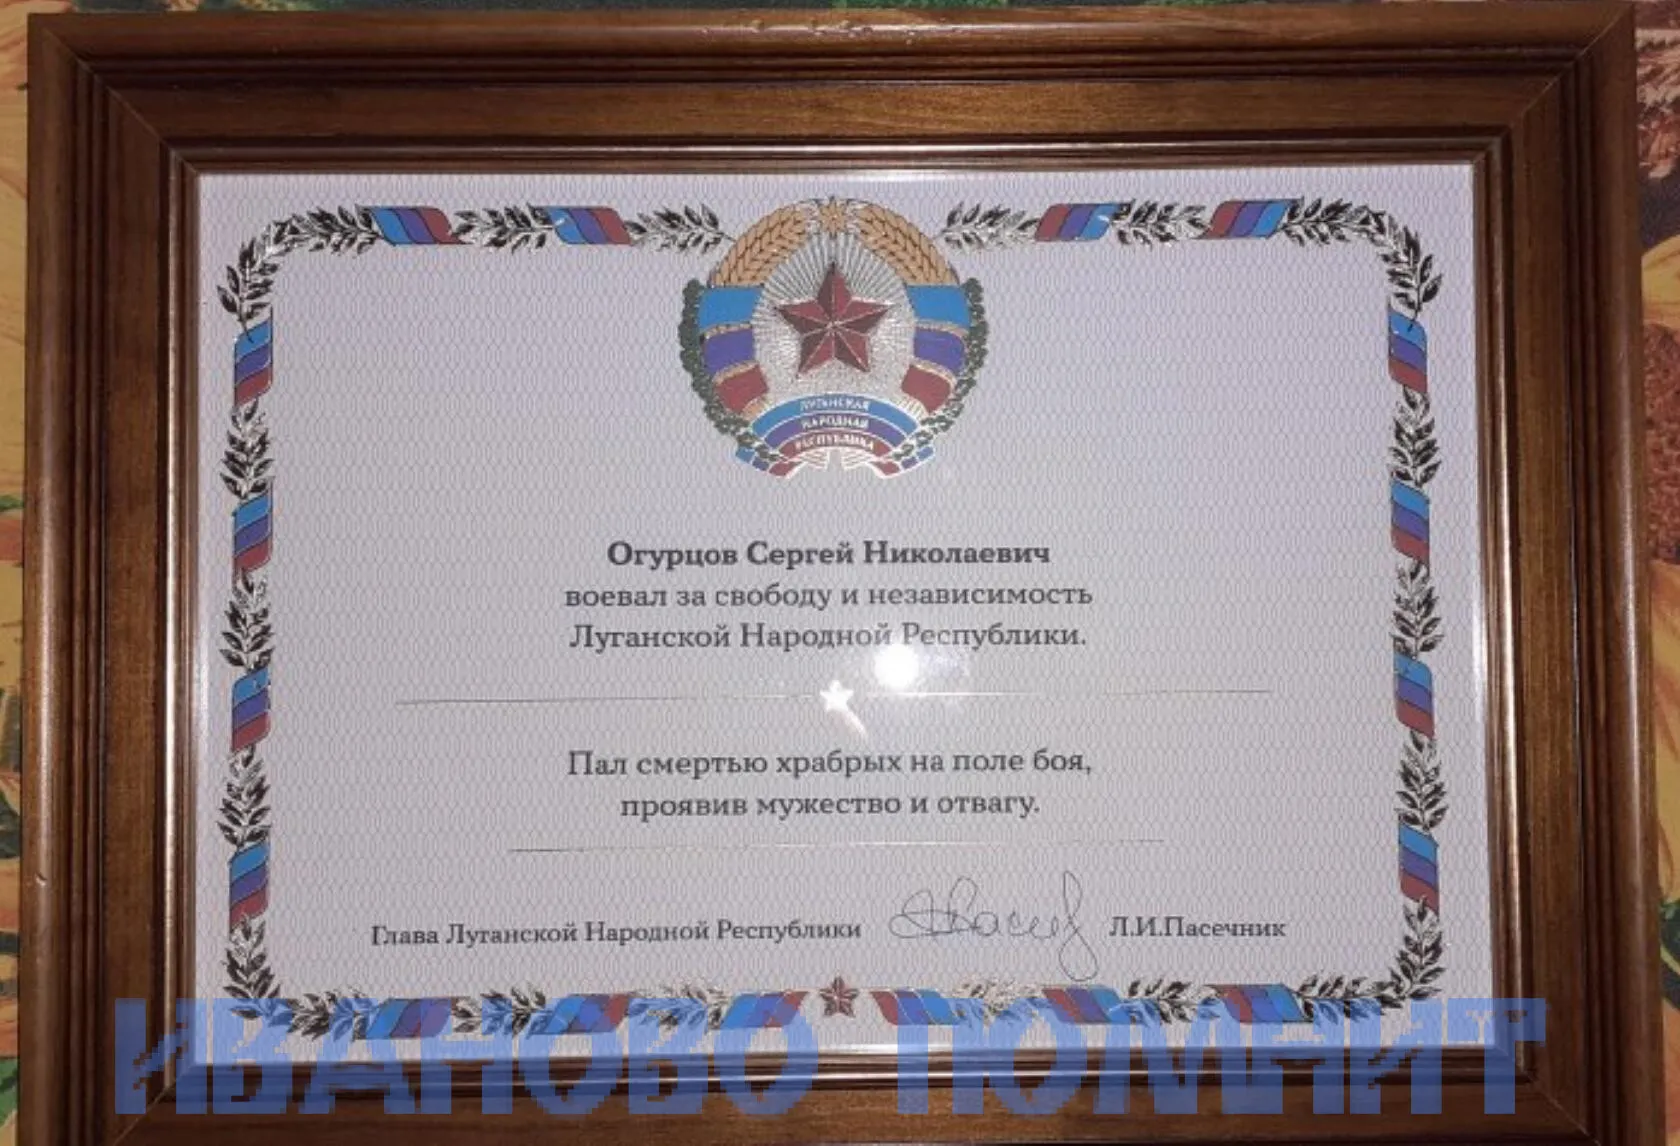 ЛУГАНСКАЯ
НАРОДНАЯ
РЕСПУБЛИКА
Огурцов Сергей Николаевич
воевал за свободу и независимость
Луганской Народной Республики.
Пал смертью храбрых на поле боя,
проявив мужество и отвагу.
Глава Луганской Народной Республики Л.И.Пасечник
ИВАНОВО ПОМНИТ